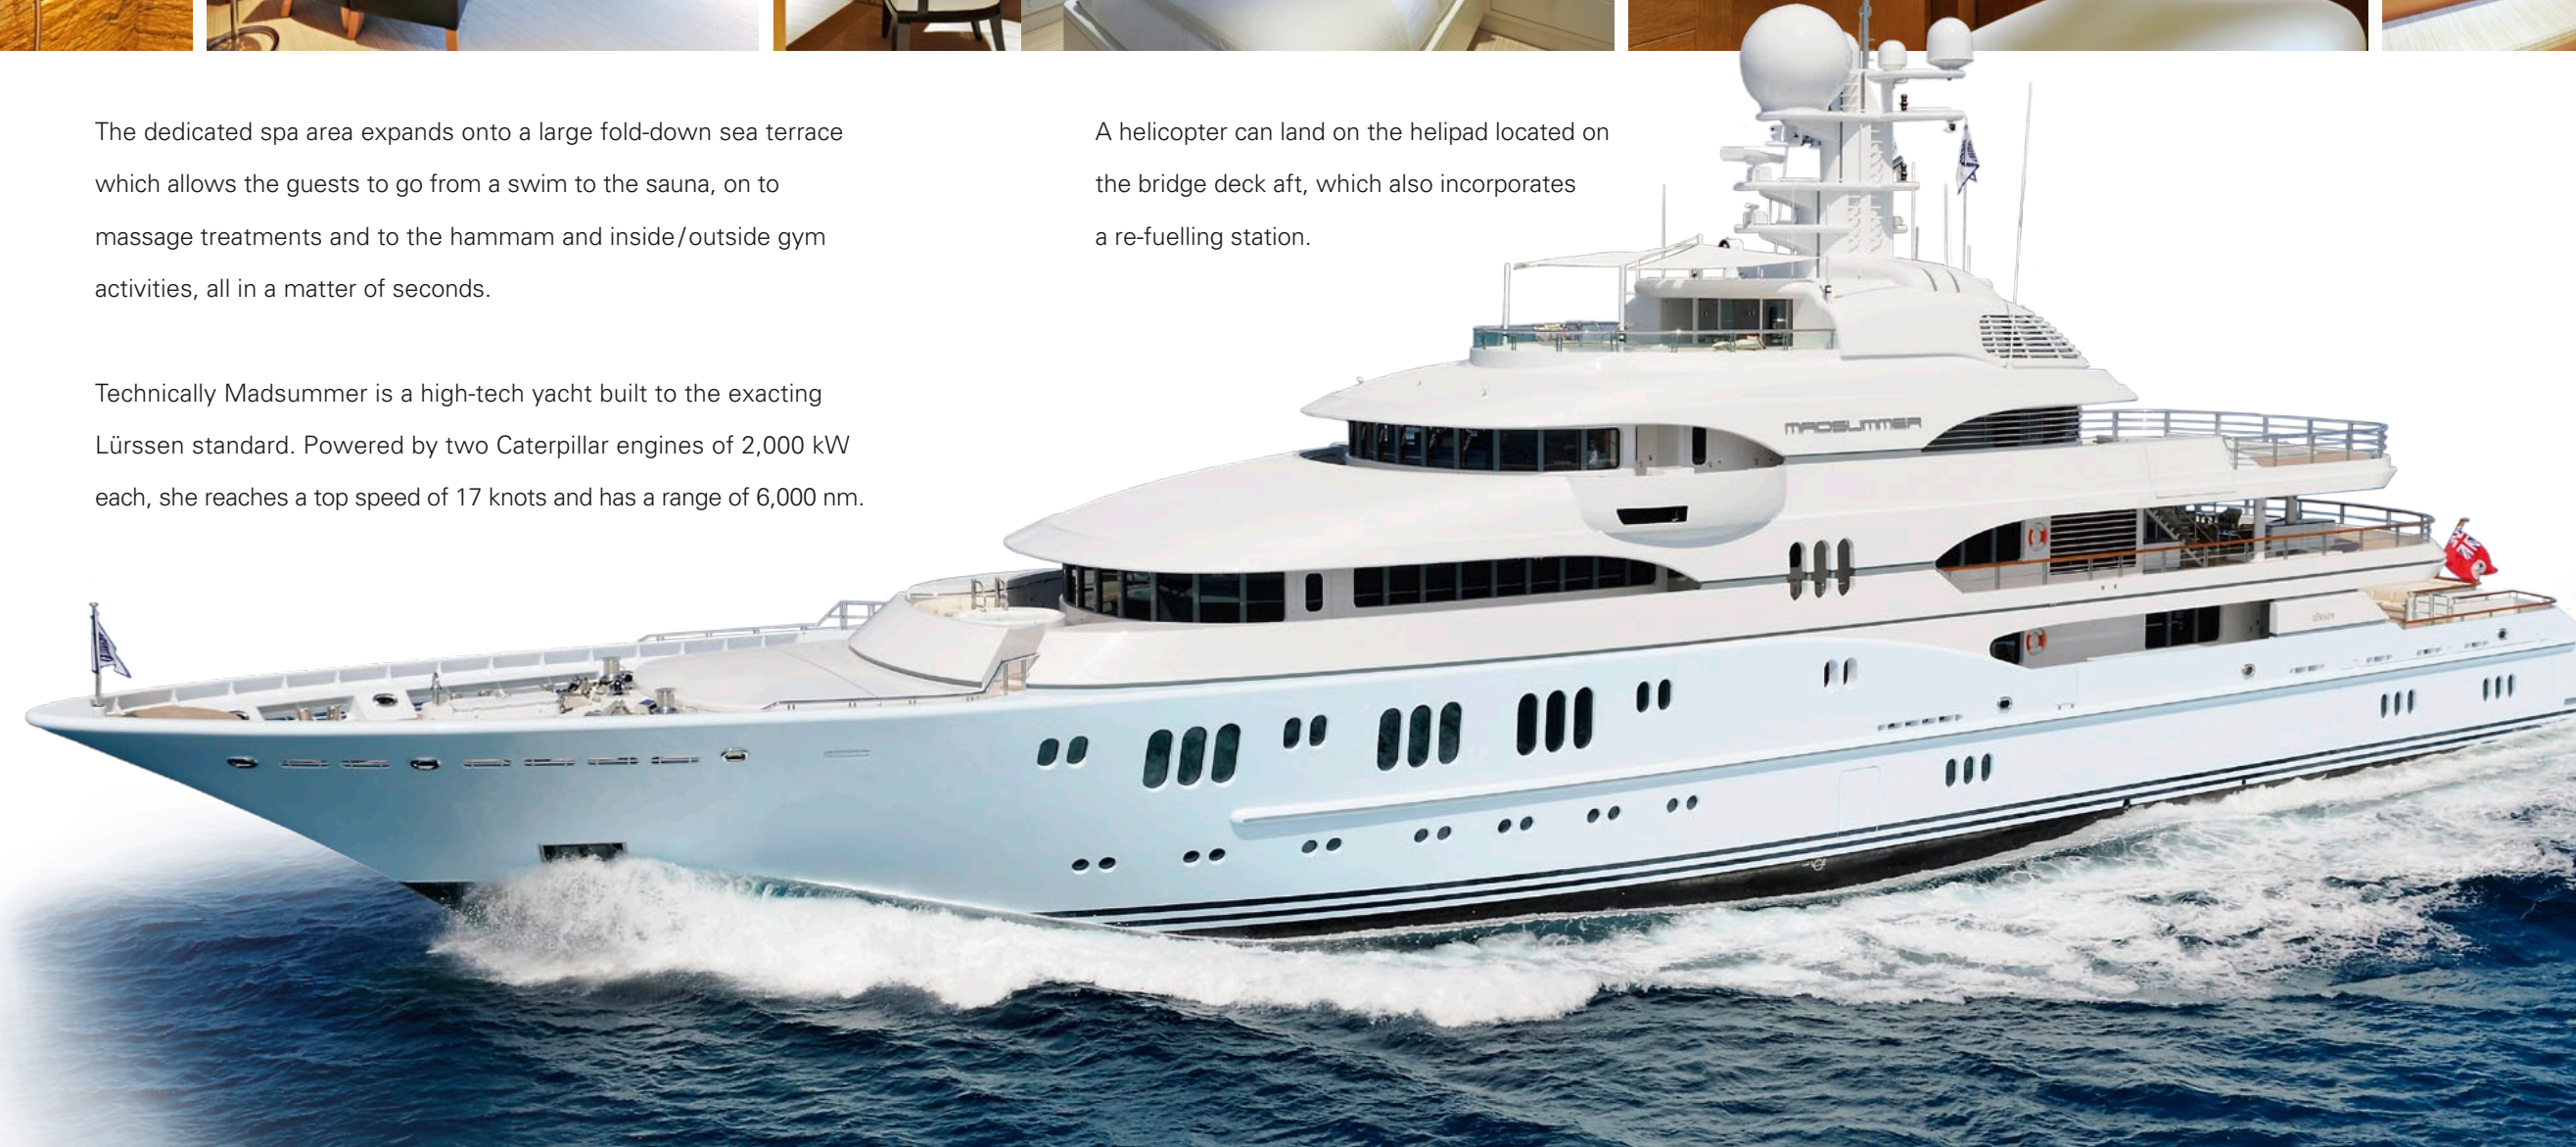 The dedicated spa area expands onto a large fold-down sea terrace
which allows the guests to go from a swim to the sauna, on to
massage treatments and to the hammam and inside/outside gym
activities, all in a matter of seconds.
Technically Madsummer is a high-tech yacht built to the exacting
Lürssen standard. Powered by two Caterpillar engines of 2,000 kW
each, she reaches a top speed of 17 knots and has a range of 6,000 nm.
A helicopter can land on the helipad located on
the bridge deck aft, which also incorporates
a re-fuelling station.
MADSUMMER